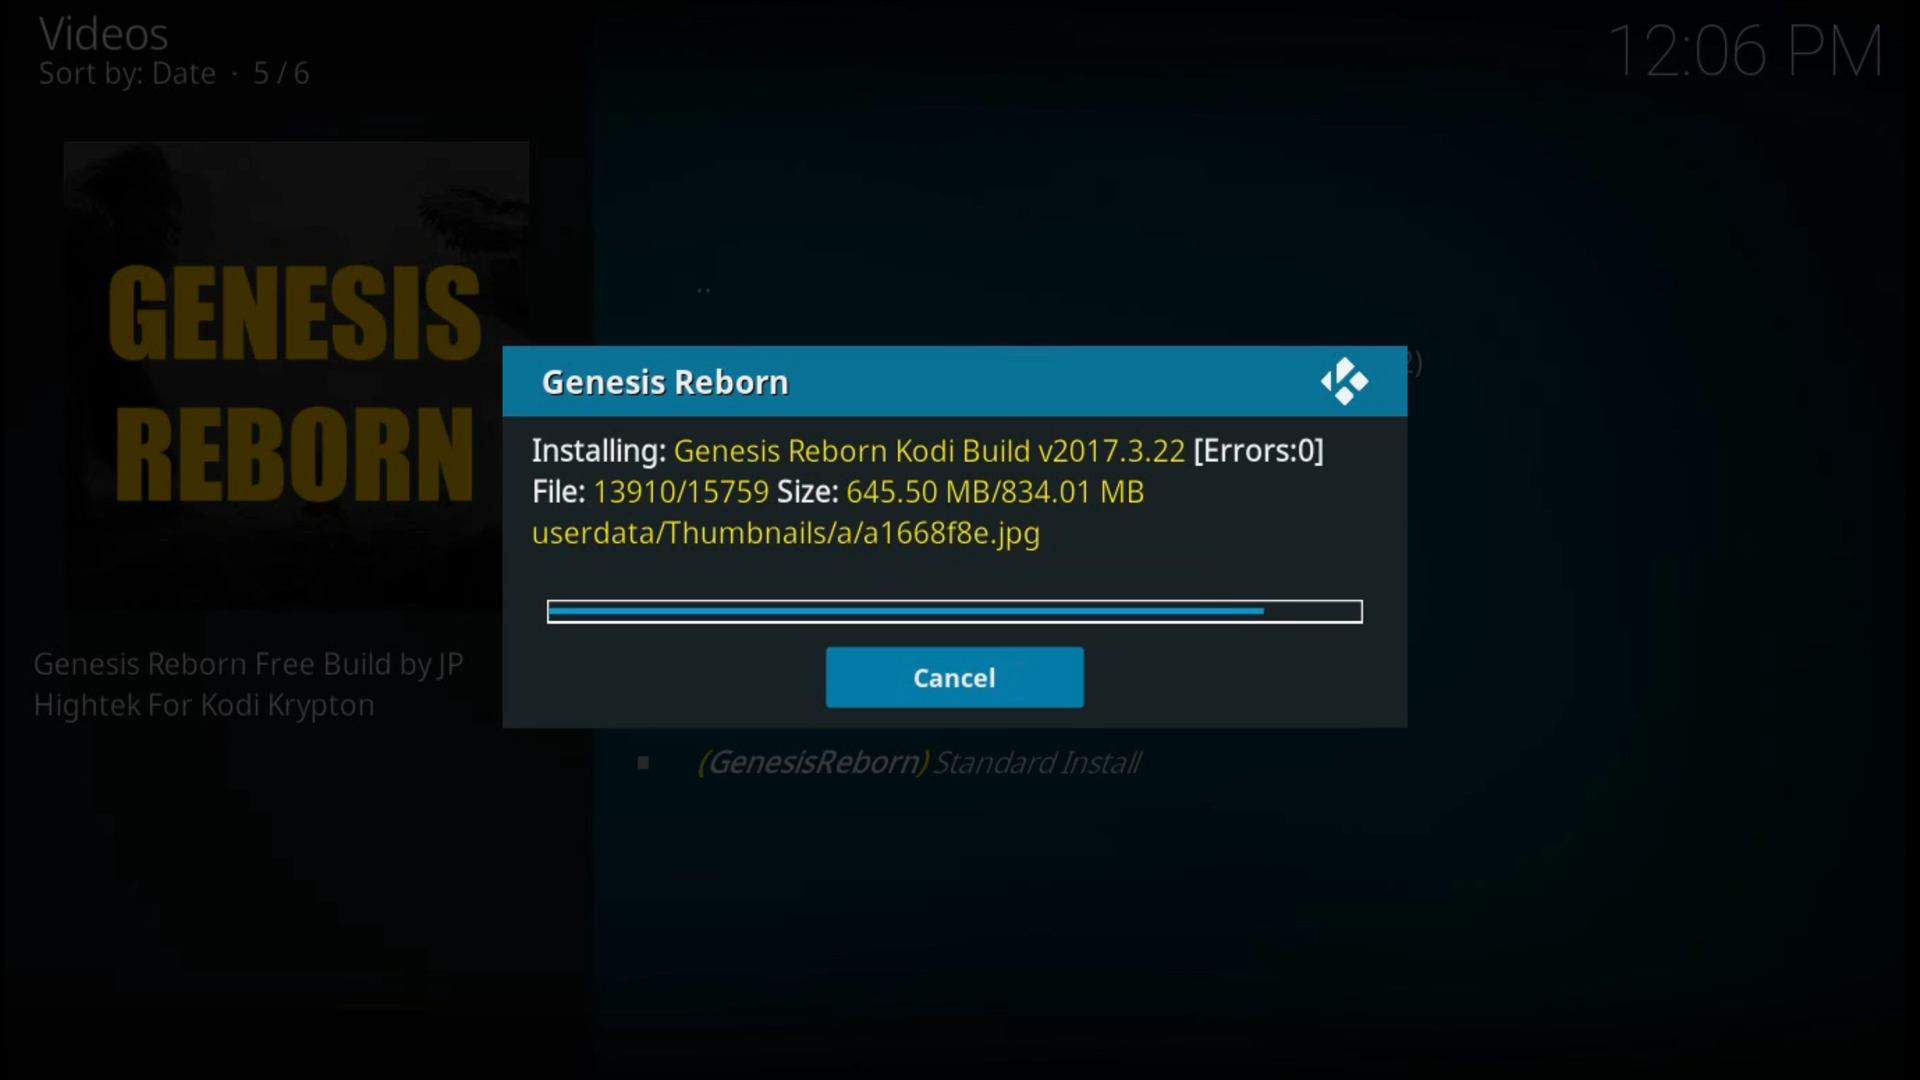 Videos
Sort by: Date · 5 / 6
12:06 PM
GENESIS
REBORN
..
2)
Genesis Reborn
Installing: Genesis Reborn Kodi Build v2017.3.22 [Errors:0]
File: 13910/15759 Size: 645.50 MB/834.01 MB
userdata/Thumbnails/a/a1668f8e.jpg
Cancel
Genesis Reborn Free Build by JP
Hightek For Kodi Krypton
(GenesisReborn) Standard Install